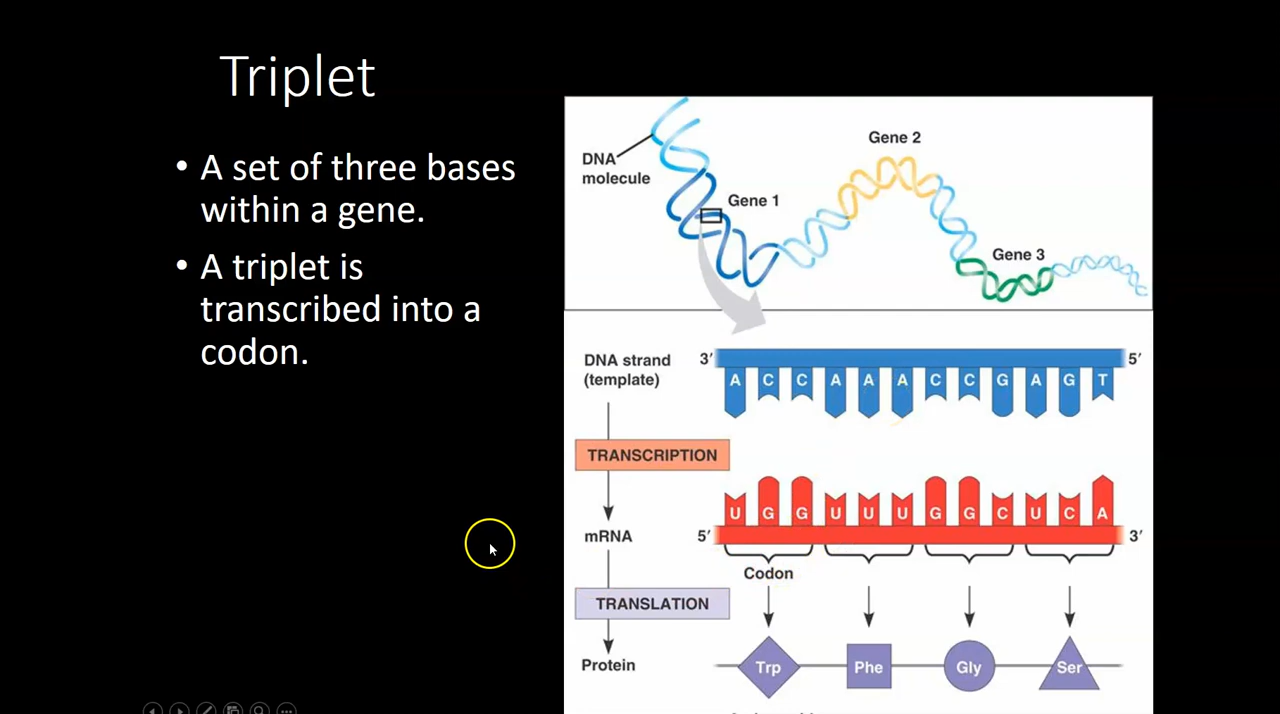 Triplet
• A set of three bases
within a gene.
• A triplet is
transcribed into a
codon.
DNA
molecule
Gene 1
Gene 2
Gene 3
DNA strand
(template)
3′ A C C A A A C C G A G T 5′
TRANSCRIPTION
mRNA
5′ U G G U U U G G C U C A 3′
Codon
TRANSLATION
Protein
Trp Phe Gly Ser